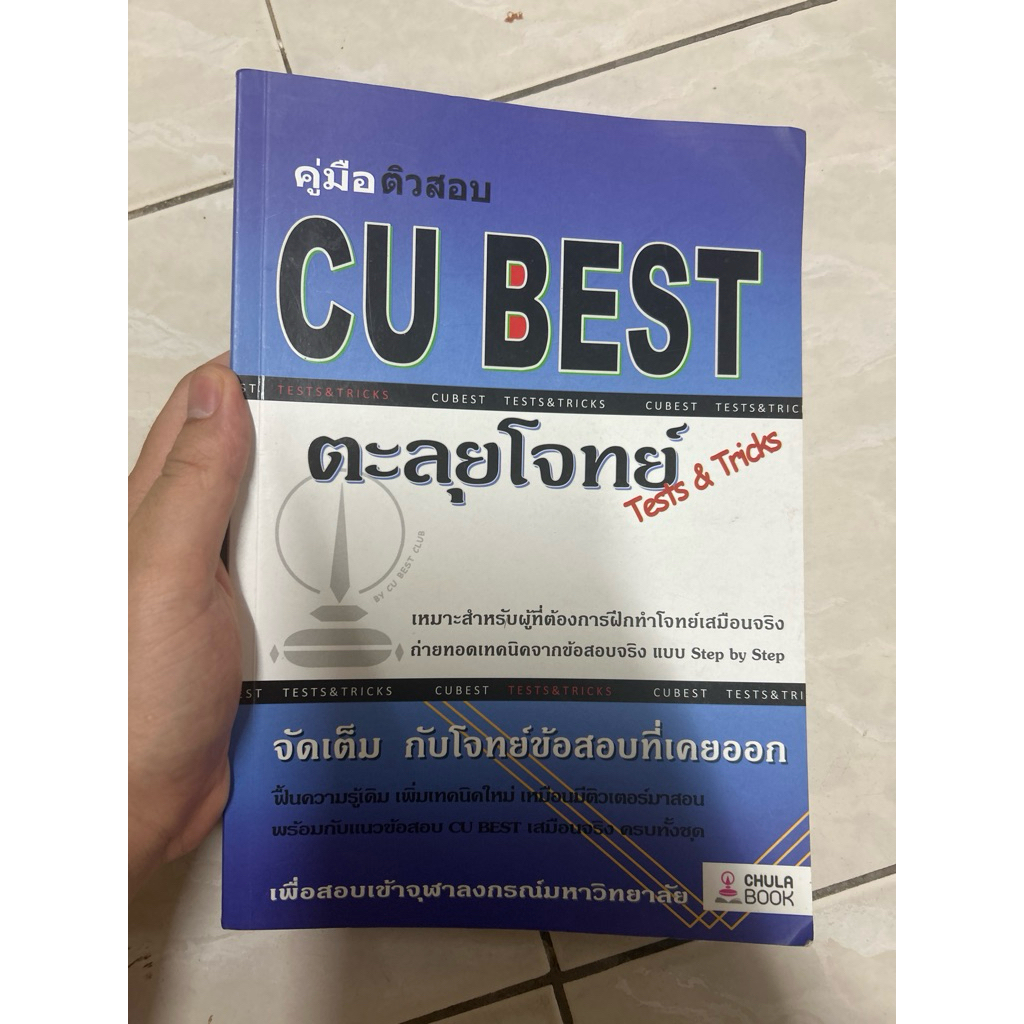 คู่มือติวสอบ
CU BEST
ST TESTS&TRICKS CUBEST TESTS&TRICKS CUBEST TESTS&TRIC
ตะลุยโจทย์
Tests & Tricks
BY CU BEST CLUB
เหมาะสำหรับผู้ที่ต้องการฝึกทำโจทย์เสมือนจริง
ถ่ายทอดเทคนิคจากข้อสอบจริง แบบ Step by Step
EST TESTS&TRICKS CUBEST TESTS&TRICKS CUBEST TESTS&TRI
จัดเต็ม กับโจทย์ข้อสอบที่เคยออก
ฟื้นความรู้เดิม เพิ่มเทคนิคใหม่ เหมือนมีติวเตอร์มาสอน
พร้อมกับแนวข้อสอบ CU BEST เสมือนจริง ครบทั้งชุด
เพื่อสอบเข้าจุฬาลงกรณ์มหาวิทยาลัย
CHULA
BOOK